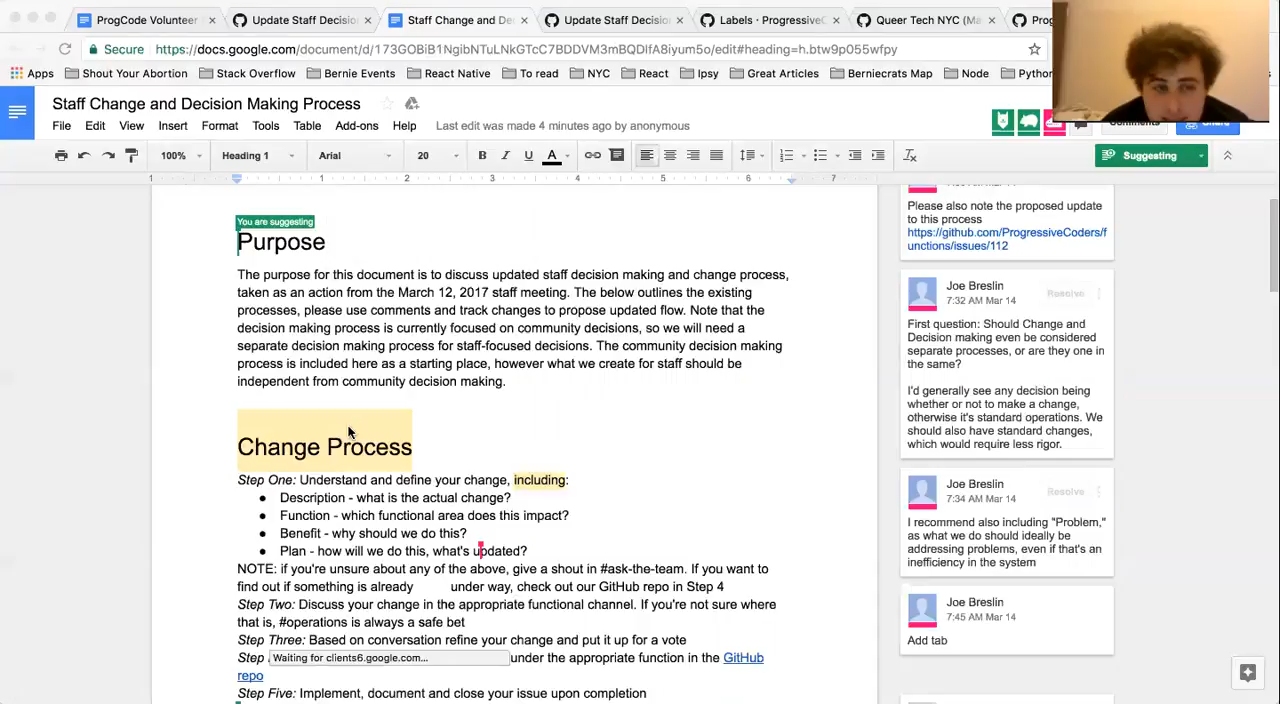 ProgCode Volunteer
Update Staff Decisio
Staff Change and De
Update Staff Decisio
Labels · ProgressiveC
Queer Tech NYC (Ma
Pro
Secure
https://docs.google.com/document/d/173GOBiB1NgibNTuLNkGTcC7BDDVM3mBQDlfA8iyum5o/edit#heading=h.btw9p055wfpy
Apps
Shout Your Abortion
Stack Overflow
Bernie Events
React Native
To read
NYC
React
Ipsy
Great Articles
Berniecrats Map
Node
Python
Staff Change and Decision Making Process
File Edit View Insert Format Tools Table Add-ons Help
Last edit was made 4 minutes ago by anonymous
Comments
Share
100%
Heading 1
Arial
20
B I U A
Suggesting
1 1 2 3 4 5 6 7
You are suggesting
Purpose
The purpose for this document is to discuss updated staff decision making and change process,
taken as an action from the March 12, 2017 staff meeting. The below outlines the existing
processes, please use comments and track changes to propose updated flow. Note that the
decision making process is currently focused on community decisions, so we will need a
separate decision making process for staff-focused decisions. The community decision making
process is included here as a starting place, however what we create for staff should be
independent from community decision making.
Change Process
Step One: Understand and define your change, including:
● Description - what is the actual change?
● Function - which functional area does this impact?
● Benefit - why should we do this?
● Plan - how will we do this, what's updated?
NOTE: if you're unsure about any of the above, give a shout in #ask-the-team. If you want to
find out if something is already under way, check out our GitHub repo in Step 4
Step Two: Discuss your change in the appropriate functional channel. If you're not sure where
that is, #operations is always a safe bet
Step Three: Based on conversation refine your change and put it up for a vote
Step
Waiting for clients6.google.com...
under the appropriate function in the GitHub
repo
Step Five: Implement, document and close your issue upon completion
Please also note the proposed update
to this process
https://github.com/ProgressiveCoders/f
unctions/issues/112
Joe Breslin
7:32 AM Mar 14
Resolve
First question: Should Change and
Decision making even be considered
separate processes, or are they one in
the same?
I'd generally see any decision being
whether or not to make a change,
otherwise it's standard operations. We
should also have standard changes,
which would require less rigor.
Joe Breslin
7:34 AM Mar 14
Resolve
I recommend also including "Problem,"
as what we do should ideally be
addressing problems, even if that's an
inefficiency in the system
Joe Breslin
7:45 AM Mar 14
Add tab